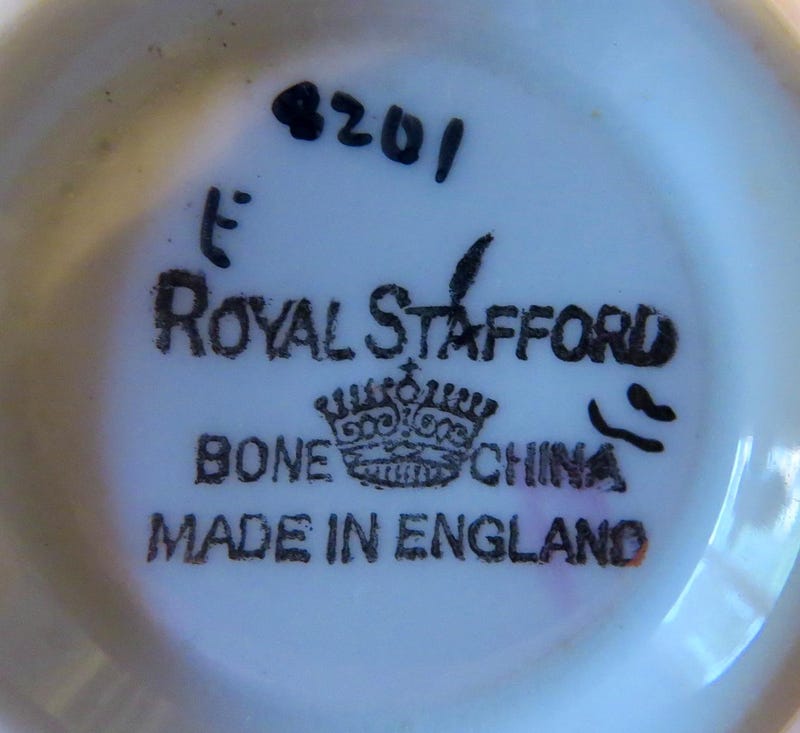 8201
E
ROYAL STAFFORD
BONE CHINA
MADE IN ENGLAND